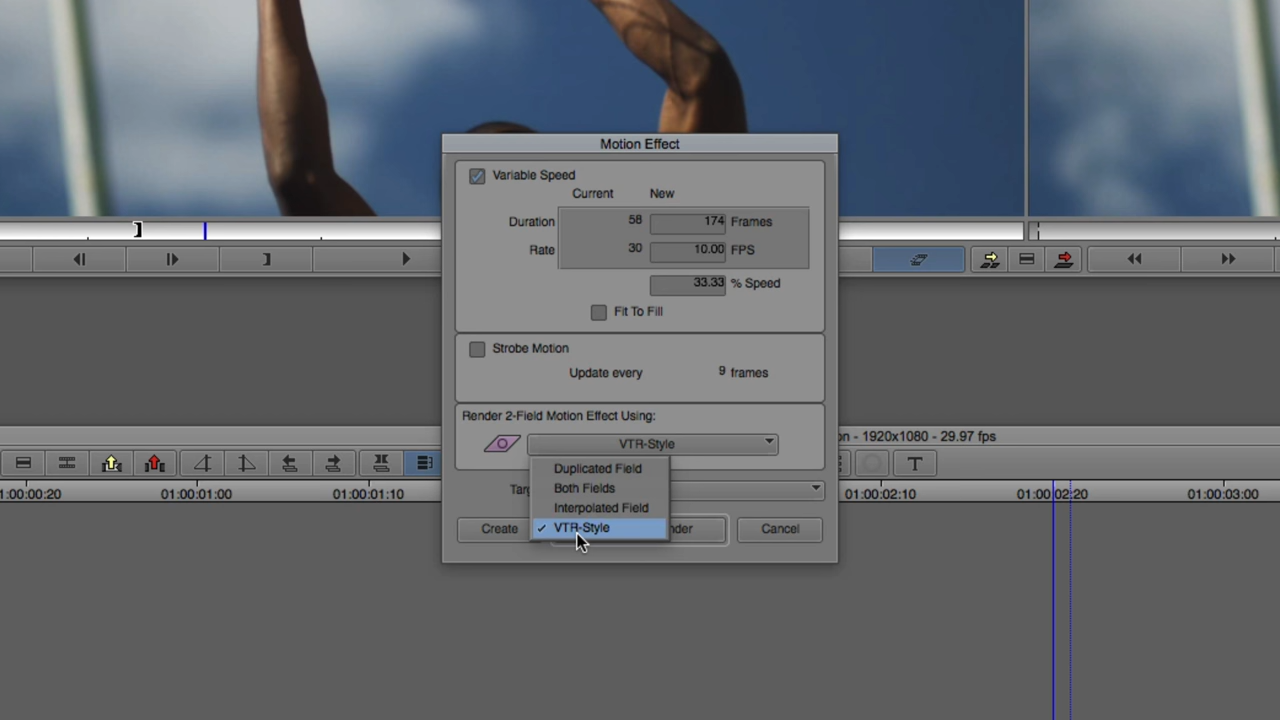 Motion Effect
Variable Speed
Current New
Duration 58 174 Frames
Rate 30 10.00 FPS
33.33 % Speed
Fit To Fill
Strobe Motion
Update every 9 frames
Render 2-Field Motion Effect Using:
on - 1920x1080 - 29.97 fps
VTR-Style
T
Duplicated Field
Both Fields
1:00:00:20 01:00:01:00 01:00:01:10 01:00:02:10 01:00:02:20 01:00:03:00
Interpolated Field
VTR-Style
Create Cancel